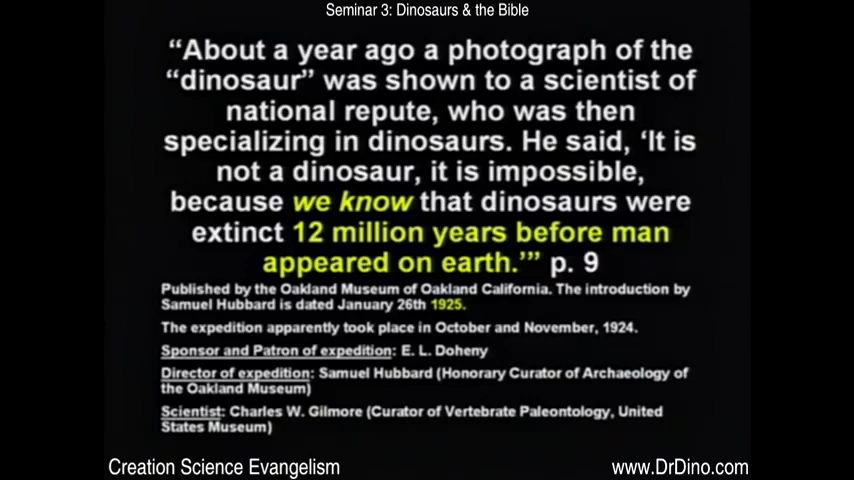 Seminar 3: Dinosaurs & the Bible
“About a year ago a photograph of the
“dinosaur” was shown to a scientist of
national repute, who was then
specializing in dinosaurs. He said, ‘It is
not a dinosaur, it is impossible,
because we know that dinosaurs were
extinct 12 million years before man
appeared on earth.’” p. 9
Published by the Oakland Museum of Oakland California. The introduction by
Samuel Hubbard is dated January 26th 1925.
The expedition apparently took place in October and November, 1924.
Sponsor and Patron of expedition: E. L. Doheny
Director of expedition: Samuel Hubbard (Honorary Curator of Archaeology of
the Oakland Museum)
Scientist: Charles W. Gilmore (Curator of Vertebrate Paleontology, United
States Museum)
Creation Science Evangelism
www.DrDino.com